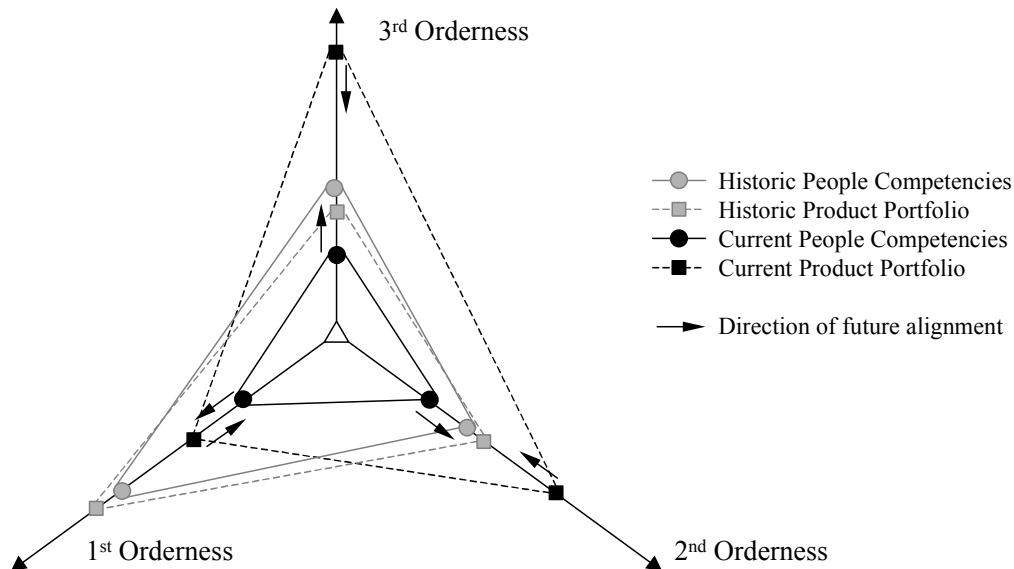 3rd Orderness
Historic People Competencies
Historic Product Portfolio
Current People Competencies
Current Product Portfolio
Direction of future alignment
1st Orderness
2nd Orderness